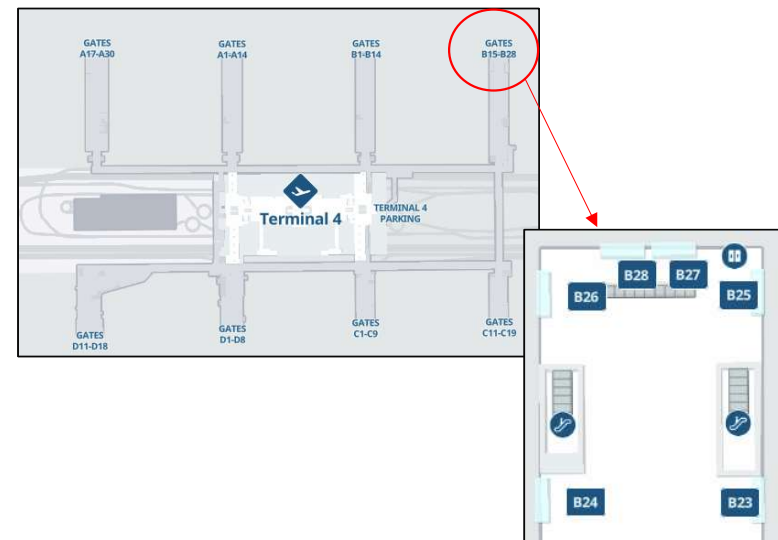 GATES
A17-A30
GATES
A1-A14
GATES
B1-B14
GATES
B15-B28
Terminal 4
TERMINAL 4
PARKING
GATES
D11-D18
GATES
D1-D8
GATES
C1-C9
GATES
C11-C19
B28
B27
B26
B25
B24
B23